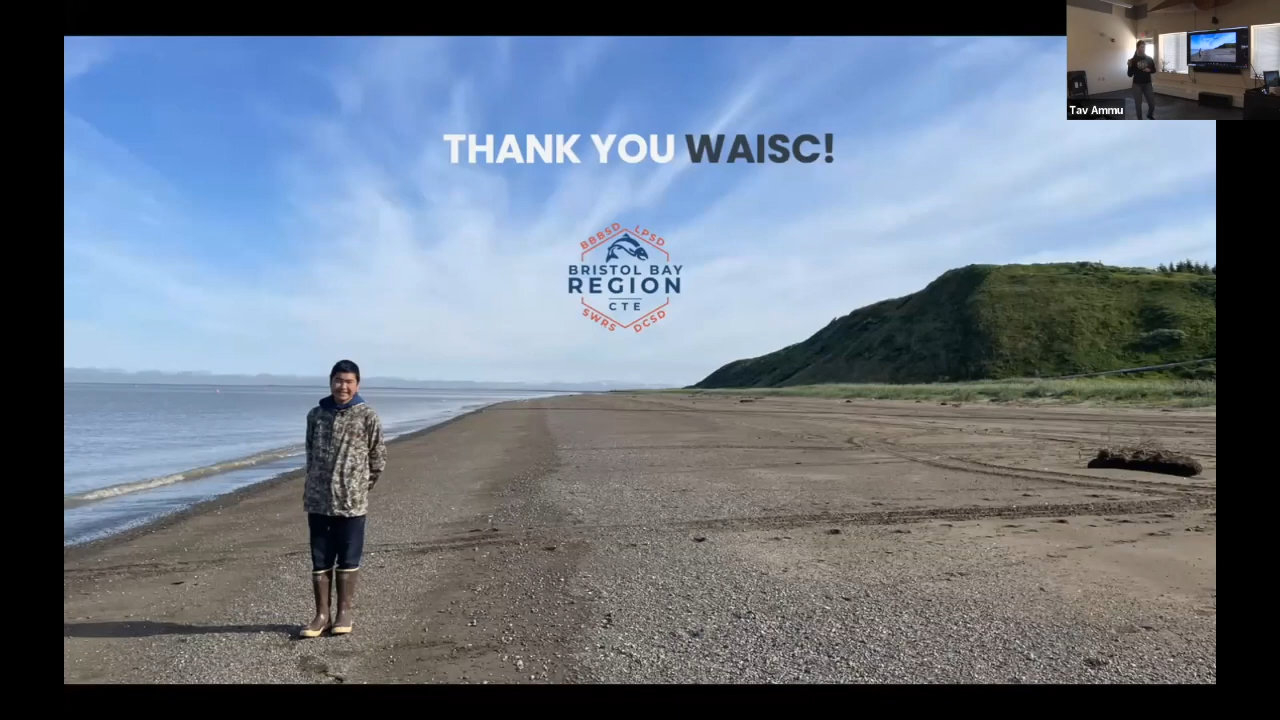 THANK YOU WAISC!
BBBSD LPSD
BRISTOL BAY
REGION
CTE
SWRS DCSD
Tav Ammu